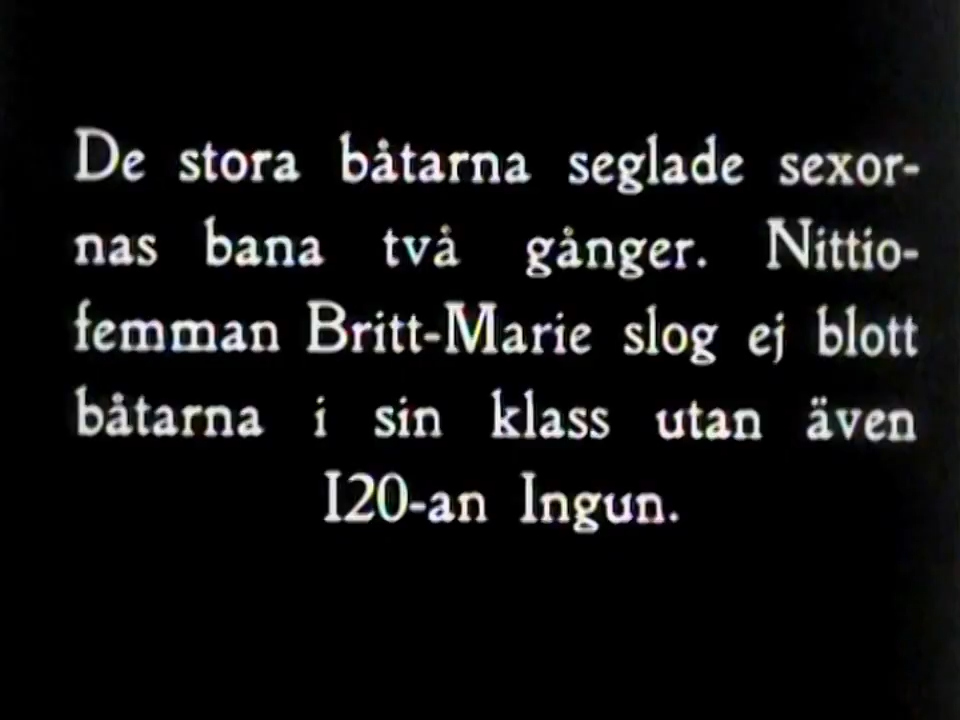 De stora båtarna seglade sexor-
nas bana två gånger. Nittio-
femman Britt-Marie slog ej blott
båtarna i sin klass utan även
120-an Ingun.